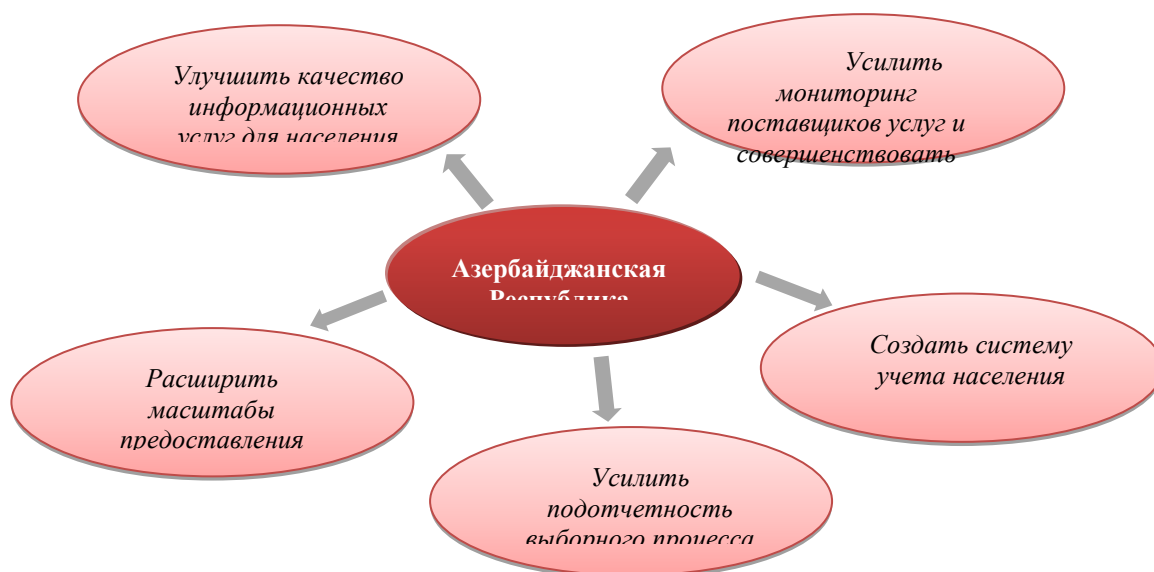 Улучшить качество
информационных
услуг для населения
Усилить
мониторинг
поставщиков услуг и
совершенствовать
Азербайджанская
Республика
Создать систему
учета населения
Расширить
масштабы
предоставления
Усилить
подотчетность
выборного процесса